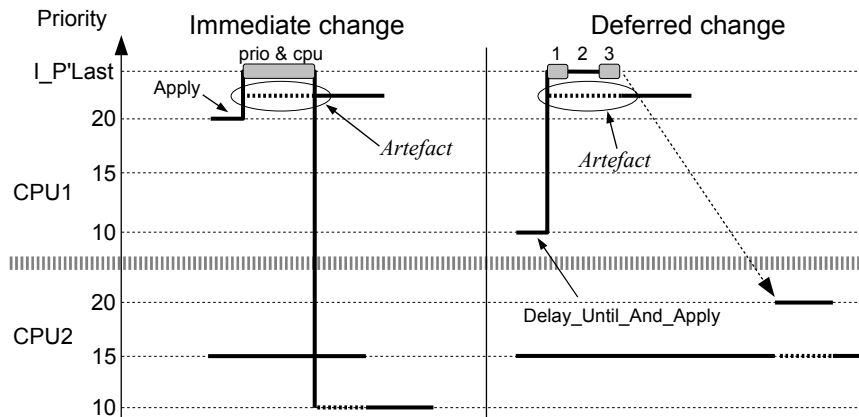 Priority
Immediate change
Deferred change
prio & cpu
1 2 3
I_P'Last
Apply
20
Artefact
Artefact
15
CPU1
10
20
Delay_Until_And_Apply
CPU2
15
10